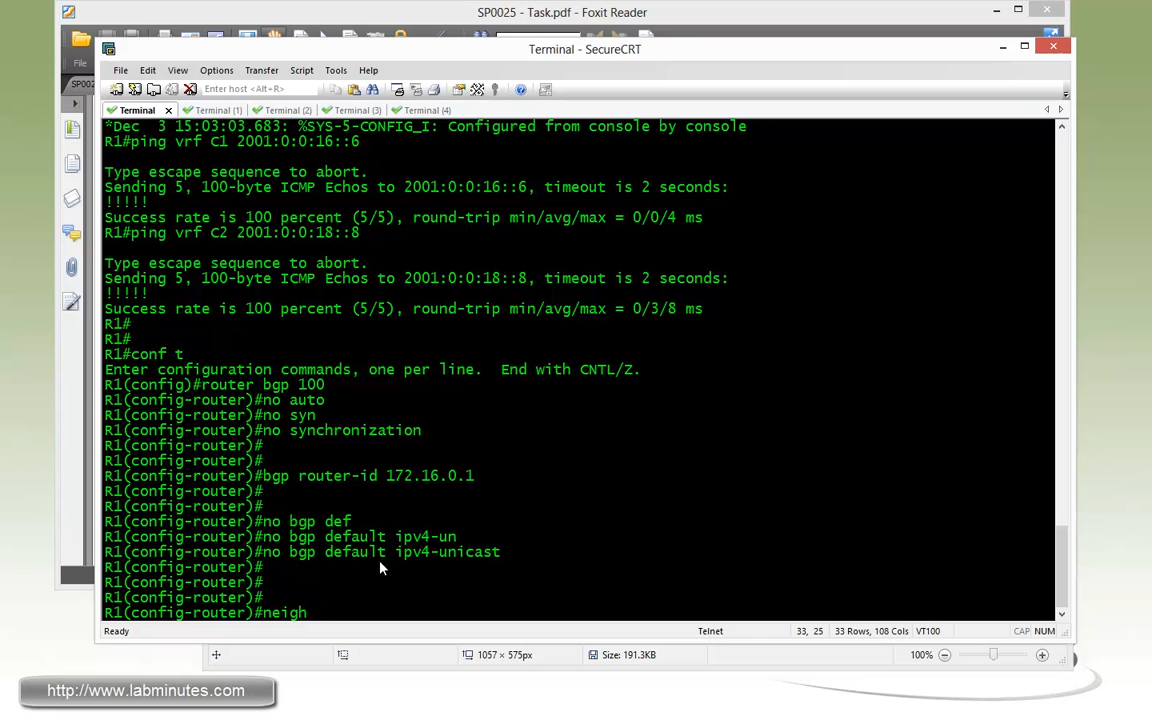 SP0025 - Task.pdf - Foxit Reader
File
SP002
Terminal - SecureCRT
File Edit View Options Transfer Script Tools Help
Enter host <Alt+R>
Terminal Terminal (1) Terminal (2) Terminal (3) Terminal (4)
*Dec  3 15:03:03.683: %SYS-5-CONFIG_I: Configured from console by console
R1#ping vrf c1 2001:0:0:16::6
Type escape sequence to abort.
Sending 5, 100-byte ICMP Echos to 2001:0:0:16::6, timeout is 2 seconds:
!!!!!
Success rate is 100 percent (5/5), round-trip min/avg/max = 0/0/4 ms
R1#ping vrf c2 2001:0:0:18::8
Type escape sequence to abort.
Sending 5, 100-byte ICMP Echos to 2001:0:0:18::8, timeout is 2 seconds:
!!!!!
Success rate is 100 percent (5/5), round-trip min/avg/max = 0/3/8 ms
R1#
R1#
R1#conf t
Enter configuration commands, one per line.  End with CNTL/Z.
R1(config)#router bgp 100
R1(config-router)#no auto
R1(config-router)#no syn
R1(config-router)#no synchronization
R1(config-router)#
R1(config-router)#
R1(config-router)#bgp router-id 172.16.0.1
R1(config-router)#
R1(config-router)#
R1(config-router)#no bgp def
R1(config-router)#no bgp default ipv4-un
R1(config-router)#no bgp default ipv4-unicast
R1(config-router)#
R1(config-router)#
R1(config-router)#
R1(config-router)#neigh
Ready Telnet 33, 25 33 Rows, 108 Cols VT100 CAP NUM
1057 × 575px Size: 191.3KB 100%
http://www.labminutes.com